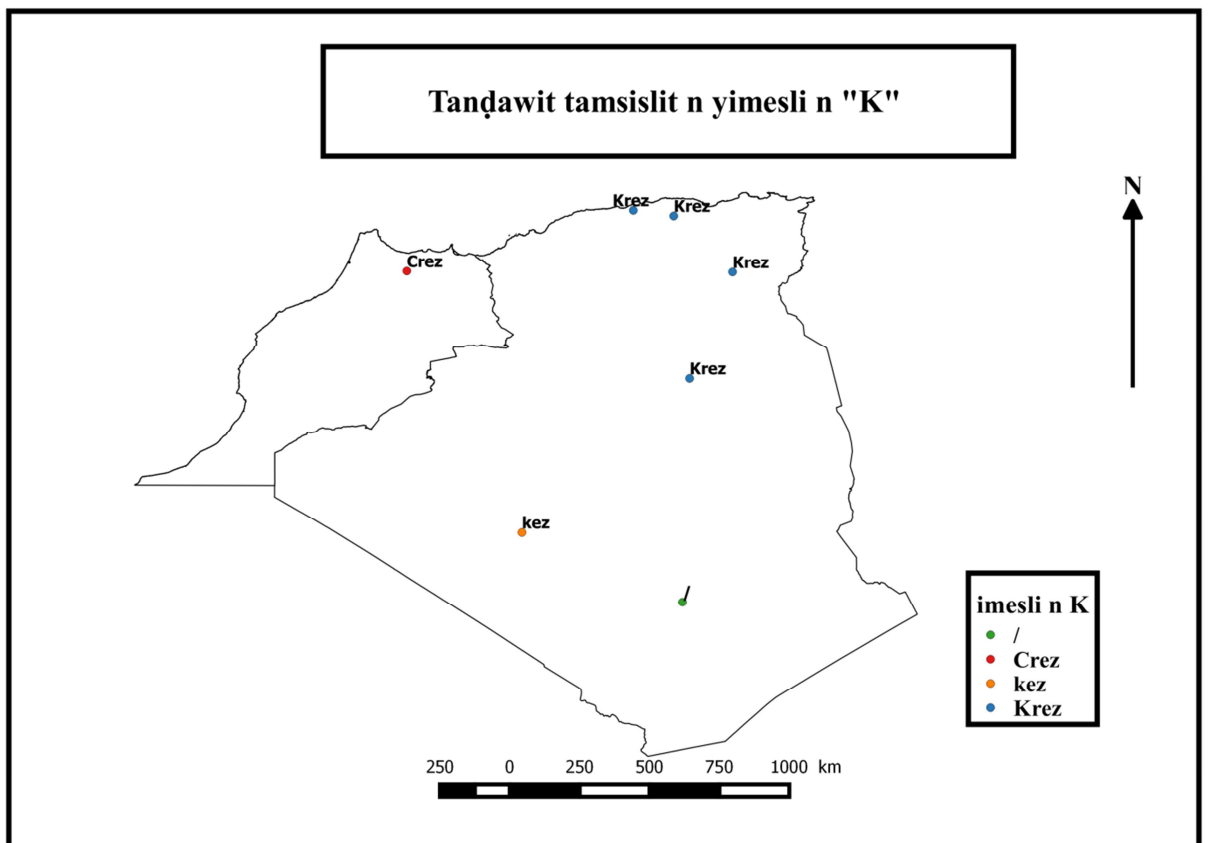 Tanḍawit tamsislit n yimesli n "K"
N
Krez
Krez
Crez
Krez
Krez
kez
/
imesli n K
/
Crez
kez
Krez
250 0 250 500 750 1000 km